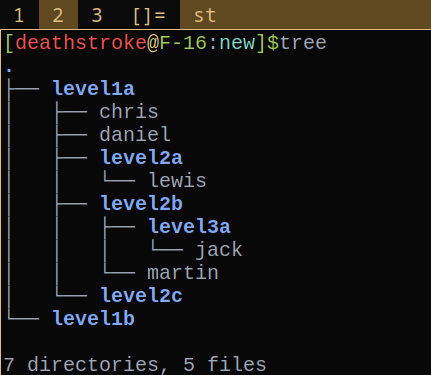 1 2 3 []= st
[deathstroke@F-16:new]$tree
.
├── level1a
│   ├── chris
│   ├── daniel
│   ├── level2a
│   │   └── lewis
│   ├── level2b
│   │   ├── level3a
│   │   │   └── jack
│   │   └── martin
│   └── level2c
└── level1b
7 directories, 5 files